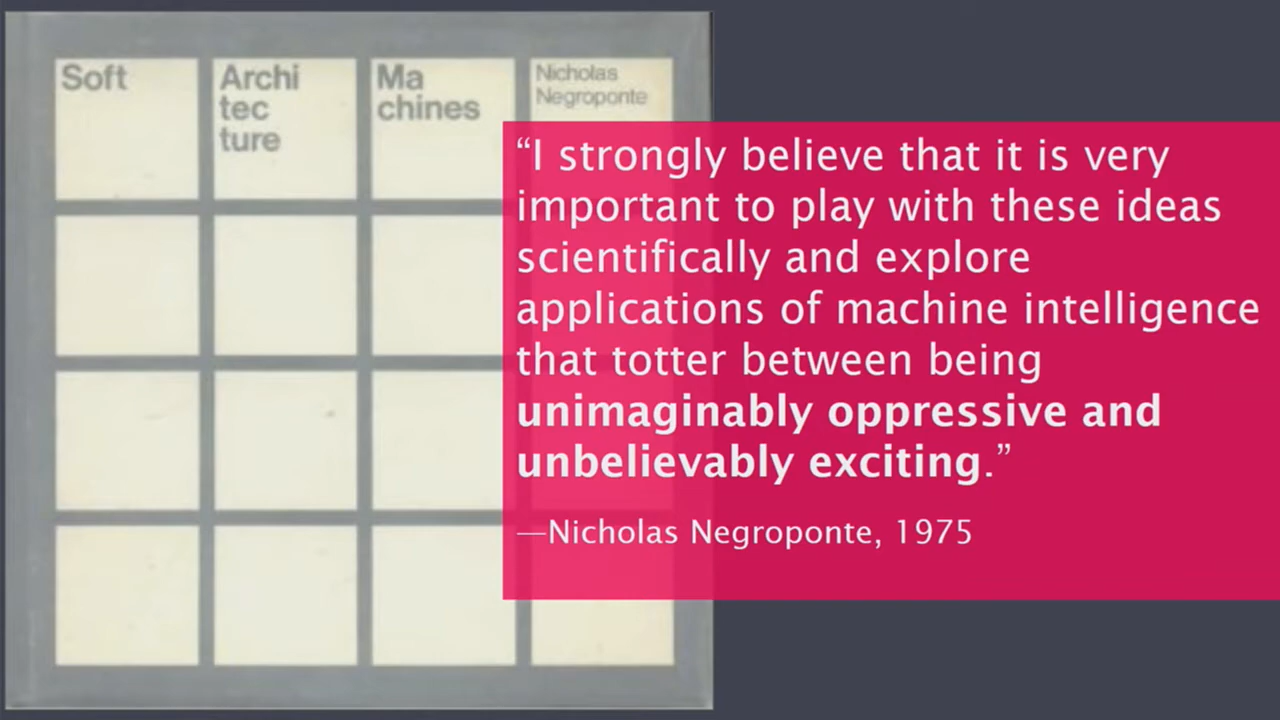 Soft
Archi
tec
ture
Ma
chines
Nicholas
Negroponte
“I strongly believe that it is very
important to play with these ideas
scientifically and explore
applications of machine intelligence
that totter between being
unimaginably oppressive and
unbelievably exciting.”
—Nicholas Negroponte, 1975